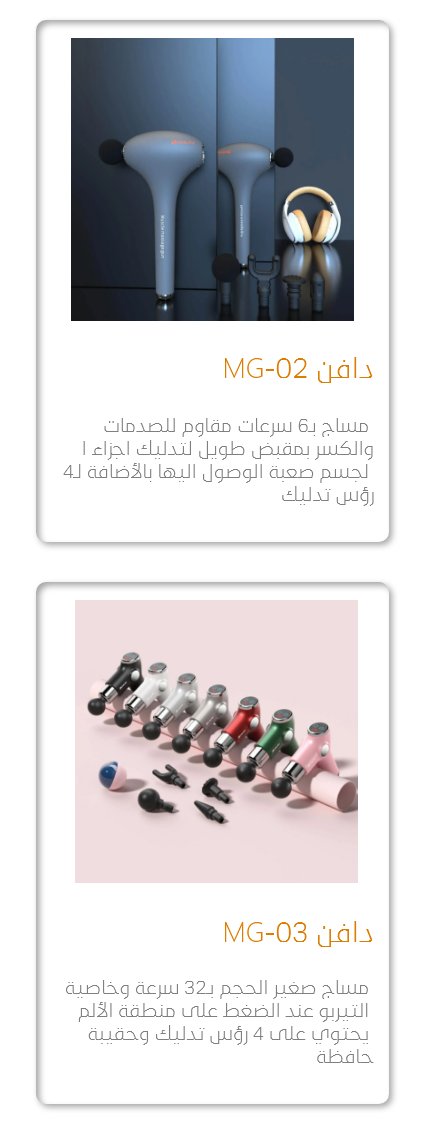 دافن MG-02
مساج بـ6 سرعات مقاوم للصدمات
والكسر بمقبض طويل لتدليك اجزاء ا
لجسم صعبة الوصول اليها بالأضافة لـ4
رؤس تدليك
دافن MG-03
مساج صغير الحجم بـ32 سرعة وخاصية
التيربو عند الضغط على منطقة الألم
يحتوي على 4 رؤس تدليك وحقيبة
حافظة